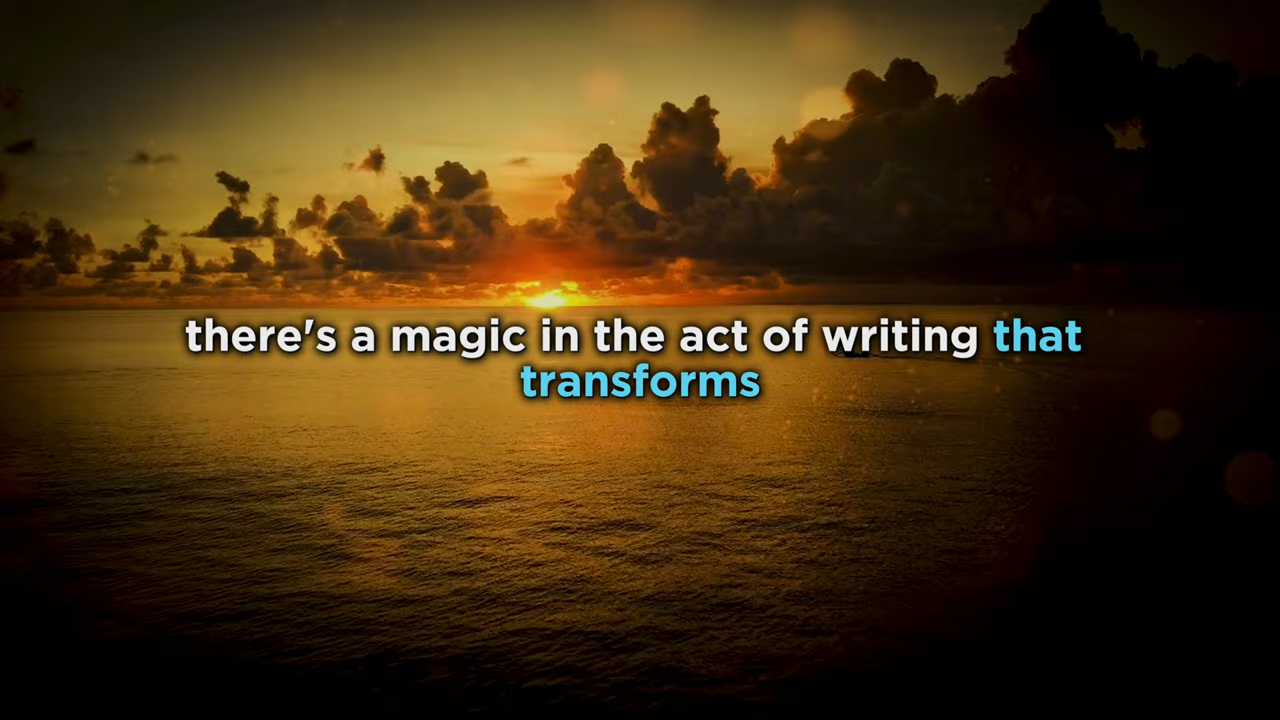 there's a magic in the act of writing that
transforms